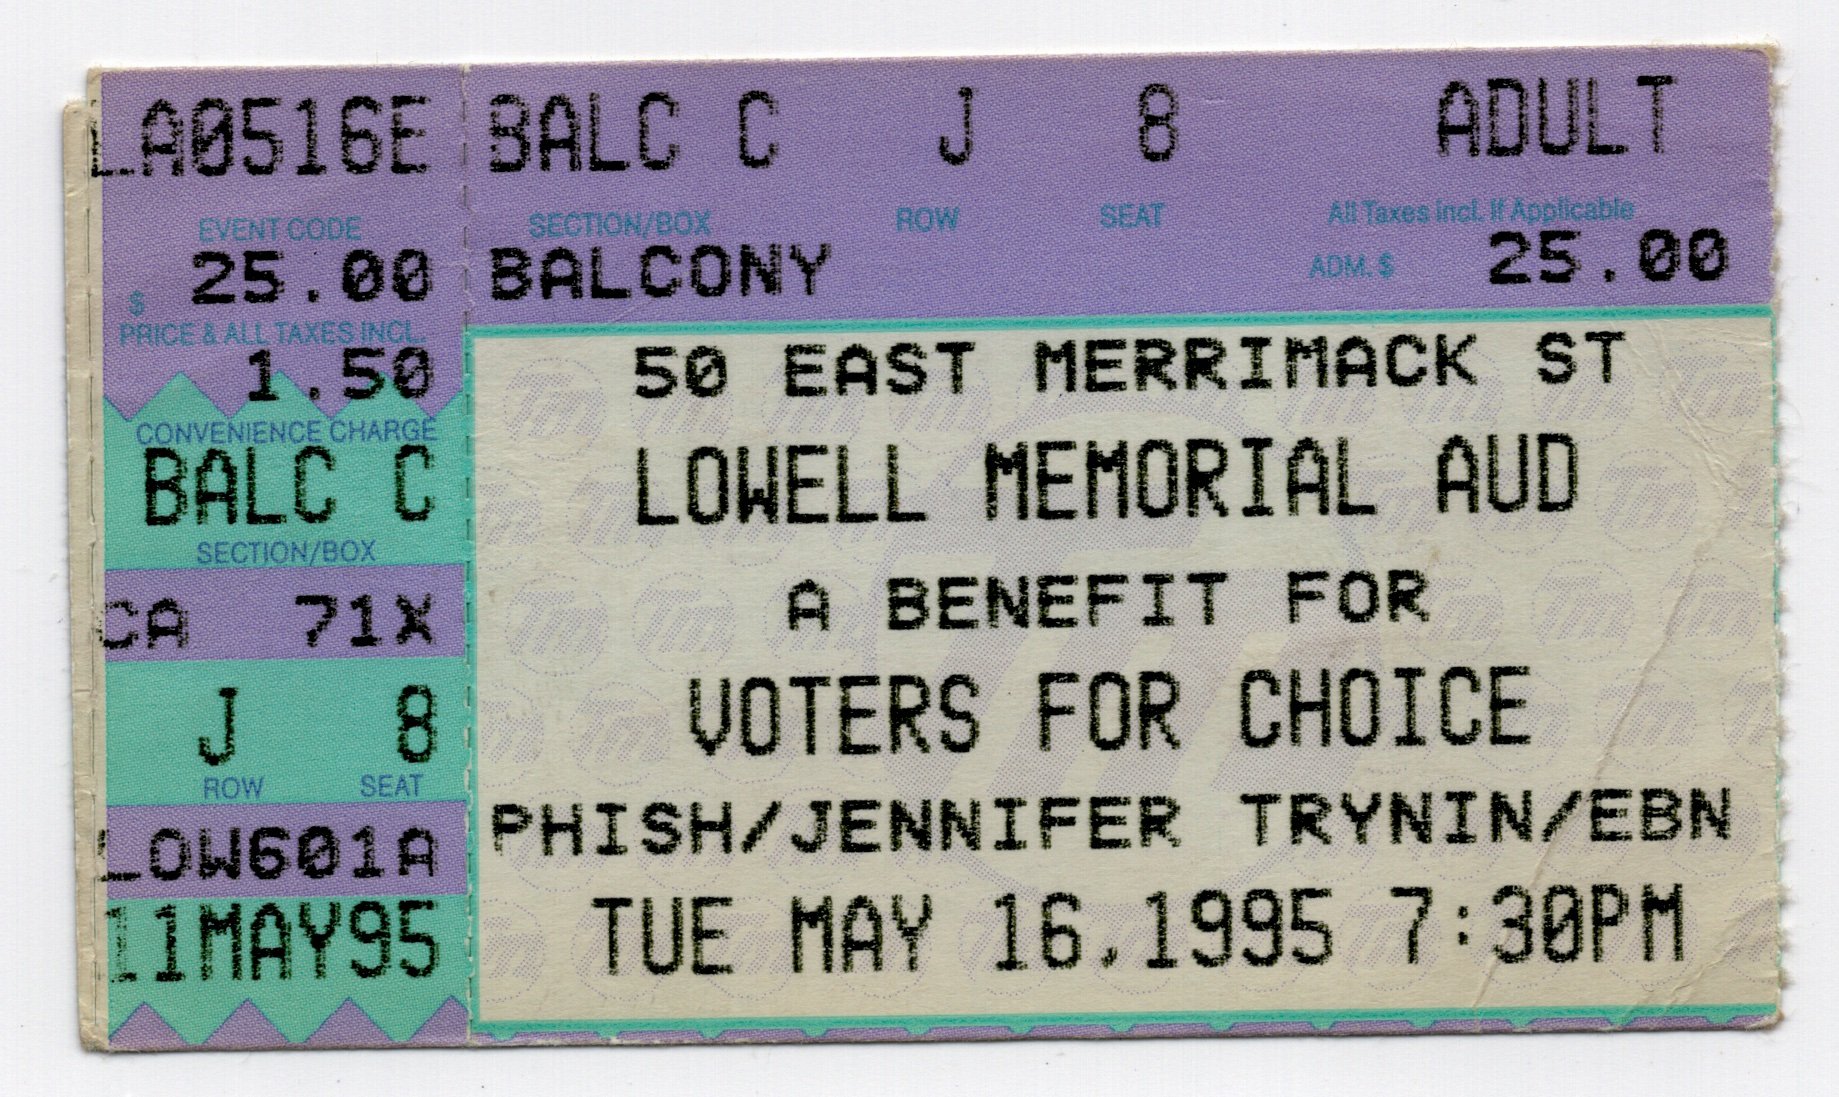 LA0516E
EVENT CODE
$ 25.00
PRICE & ALL TAXES INCL.
1.50
CONVENIENCE CHARGE
BALC C
SECTION/BOX
CA 71X
J 8
ROW SEAT
LOW601A
11MAY95
BALC C J 8 ADULT
SECTION/BOX ROW SEAT All Taxes incl. If Applicable
BALCONY ADM. $ 25.00
50 EAST MERRIMACK ST
LOWELL MEMORIAL AUD
A BENEFIT FOR
VOTERS FOR CHOICE
PHISH/JENNIFER TRYNIN/EBN
TUE MAY 16,1995 7:30PM